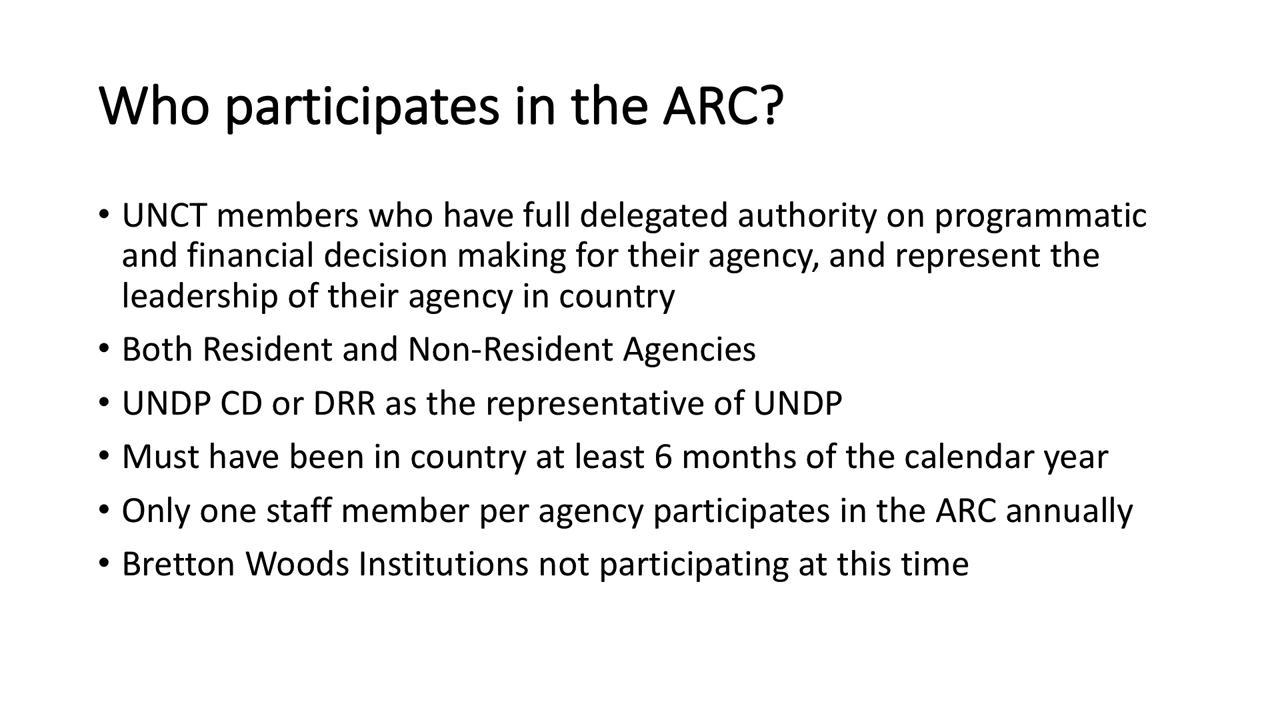 Who participates in the ARC?
• UNCT members who have full delegated authority on programmatic
and financial decision making for their agency, and represent the
leadership of their agency in country
• Both Resident and Non-Resident Agencies
• UNDP CD or DRR as the representative of UNDP
• Must have been in country at least 6 months of the calendar year
• Only one staff member per agency participates in the ARC annually
• Bretton Woods Institutions not participating at this time